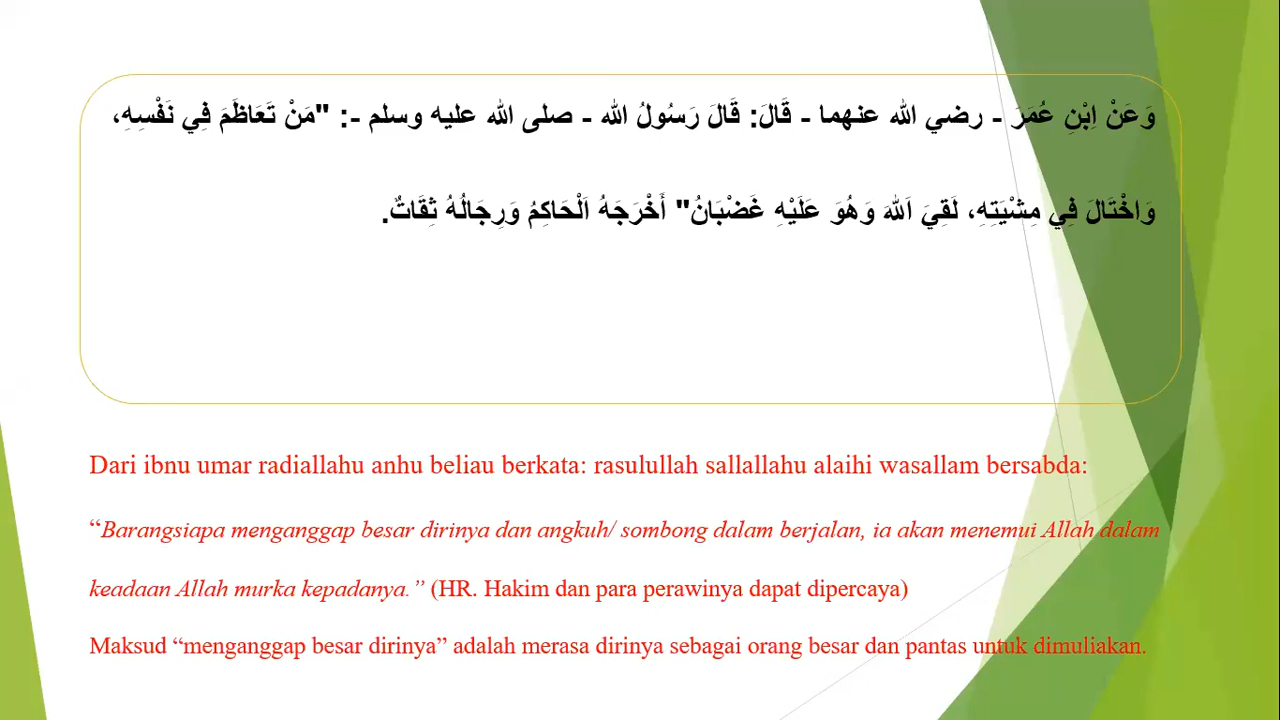 وَعَنْ اِبْنِ عُمَرَ - رضي الله عنهما - قَالَ: قَالَ رَسُولُ الله - صلى الله عليه وسلم -: "مَنْ تَعَاظَمَ فِي نَفْسِهِ،
وَاخْتَالَ فِي مِشْيَتِهِ، لَقِيَ اَللهَ وَهُوَ عَلَيْهِ غَضْبَانُ" أَخْرَجَهُ اَلْحَاكِمُ وَرِجَالُهُ ثِقَاتٌ.
Dari ibnu umar radiallahu anhu beliau berkata: rasulullah sallallahu alaihi wasallam bersabda:
“Barangsiapa menganggap besar dirinya dan angkuh/ sombong dalam berjalan, ia akan menemui Allah dalam
keadaan Allah murka kepadanya.” (HR. Hakim dan para perawinya dapat dipercaya)
Maksud “menganggap besar dirinya” adalah merasa dirinya sebagai orang besar dan pantas untuk dimuliakan.